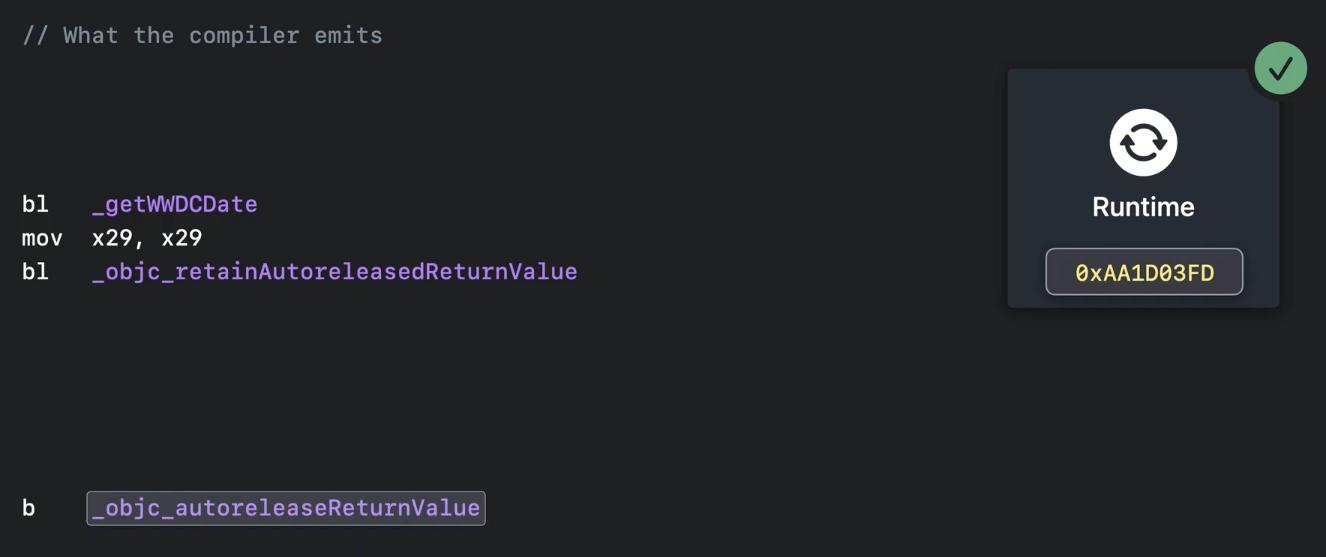 // What the compiler emits
bl _getWWDCDate
mov x29, x29
bl _objc_retainAutoreleasedReturnValue
b _objc_autoreleaseReturnValue
Runtime
0xAA1D03FD